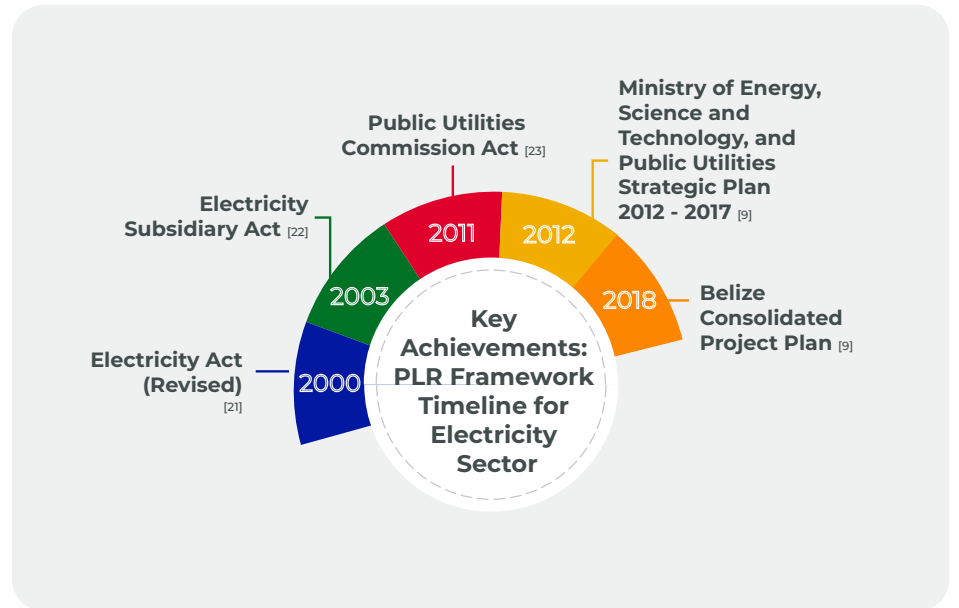 Key
Achievements:
PLR Framework
Timeline for
Electricity
Sector
2000
Electricity Act
(Revised)
[21]
2003
Electricity
Subsidiary Act [22]
2011
Public Utilities
Commission Act [23]
2012
Ministry of Energy,
Science and
Technology, and
Public Utilities
Strategic Plan
2012 - 2017 [9]
2018
Belize
Consolidated
Project Plan [9]